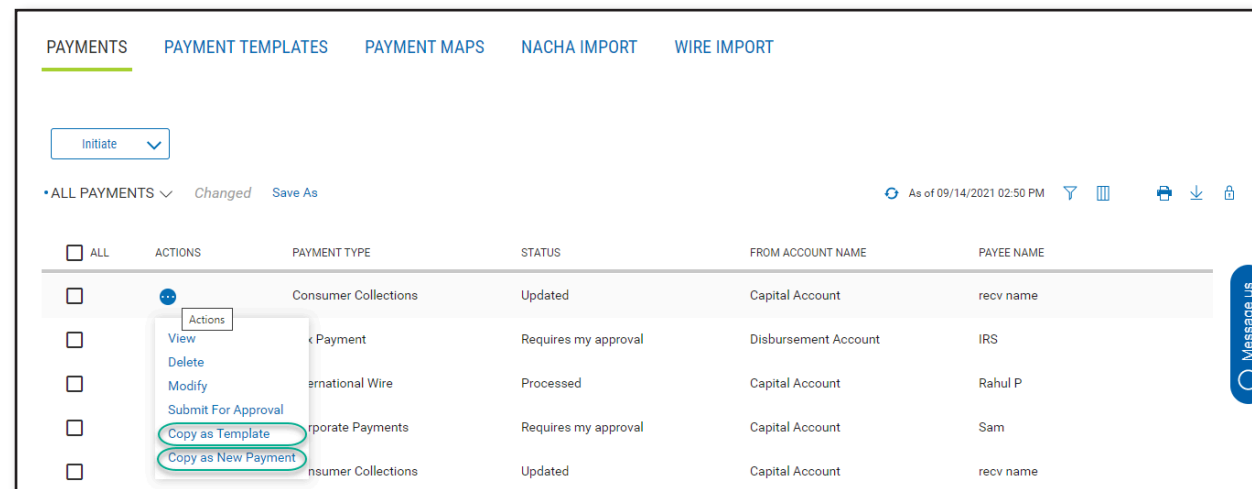 PAYMENTS PAYMENT TEMPLATES PAYMENT MAPS NACHA IMPORT WIRE IMPORT
Initiate
ALL PAYMENTS Changed Save As As of 09/14/2021 02:50 PM
ALL ACTIONS PAYMENT TYPE STATUS FROM ACCOUNT NAME PAYEE NAME
Consumer Collections Updated Capital Account recv name
Actions
View
x Payment Requires my approval Disbursement Account IRS
Delete
Modify
ernational Wire Processed Capital Account Rahul P
Submit For Approval
Copy as Template
rporate Payments Requires my approval Capital Account Sam
Copy as New Payment
nsumer Collections Updated Capital Account recv name
Message us